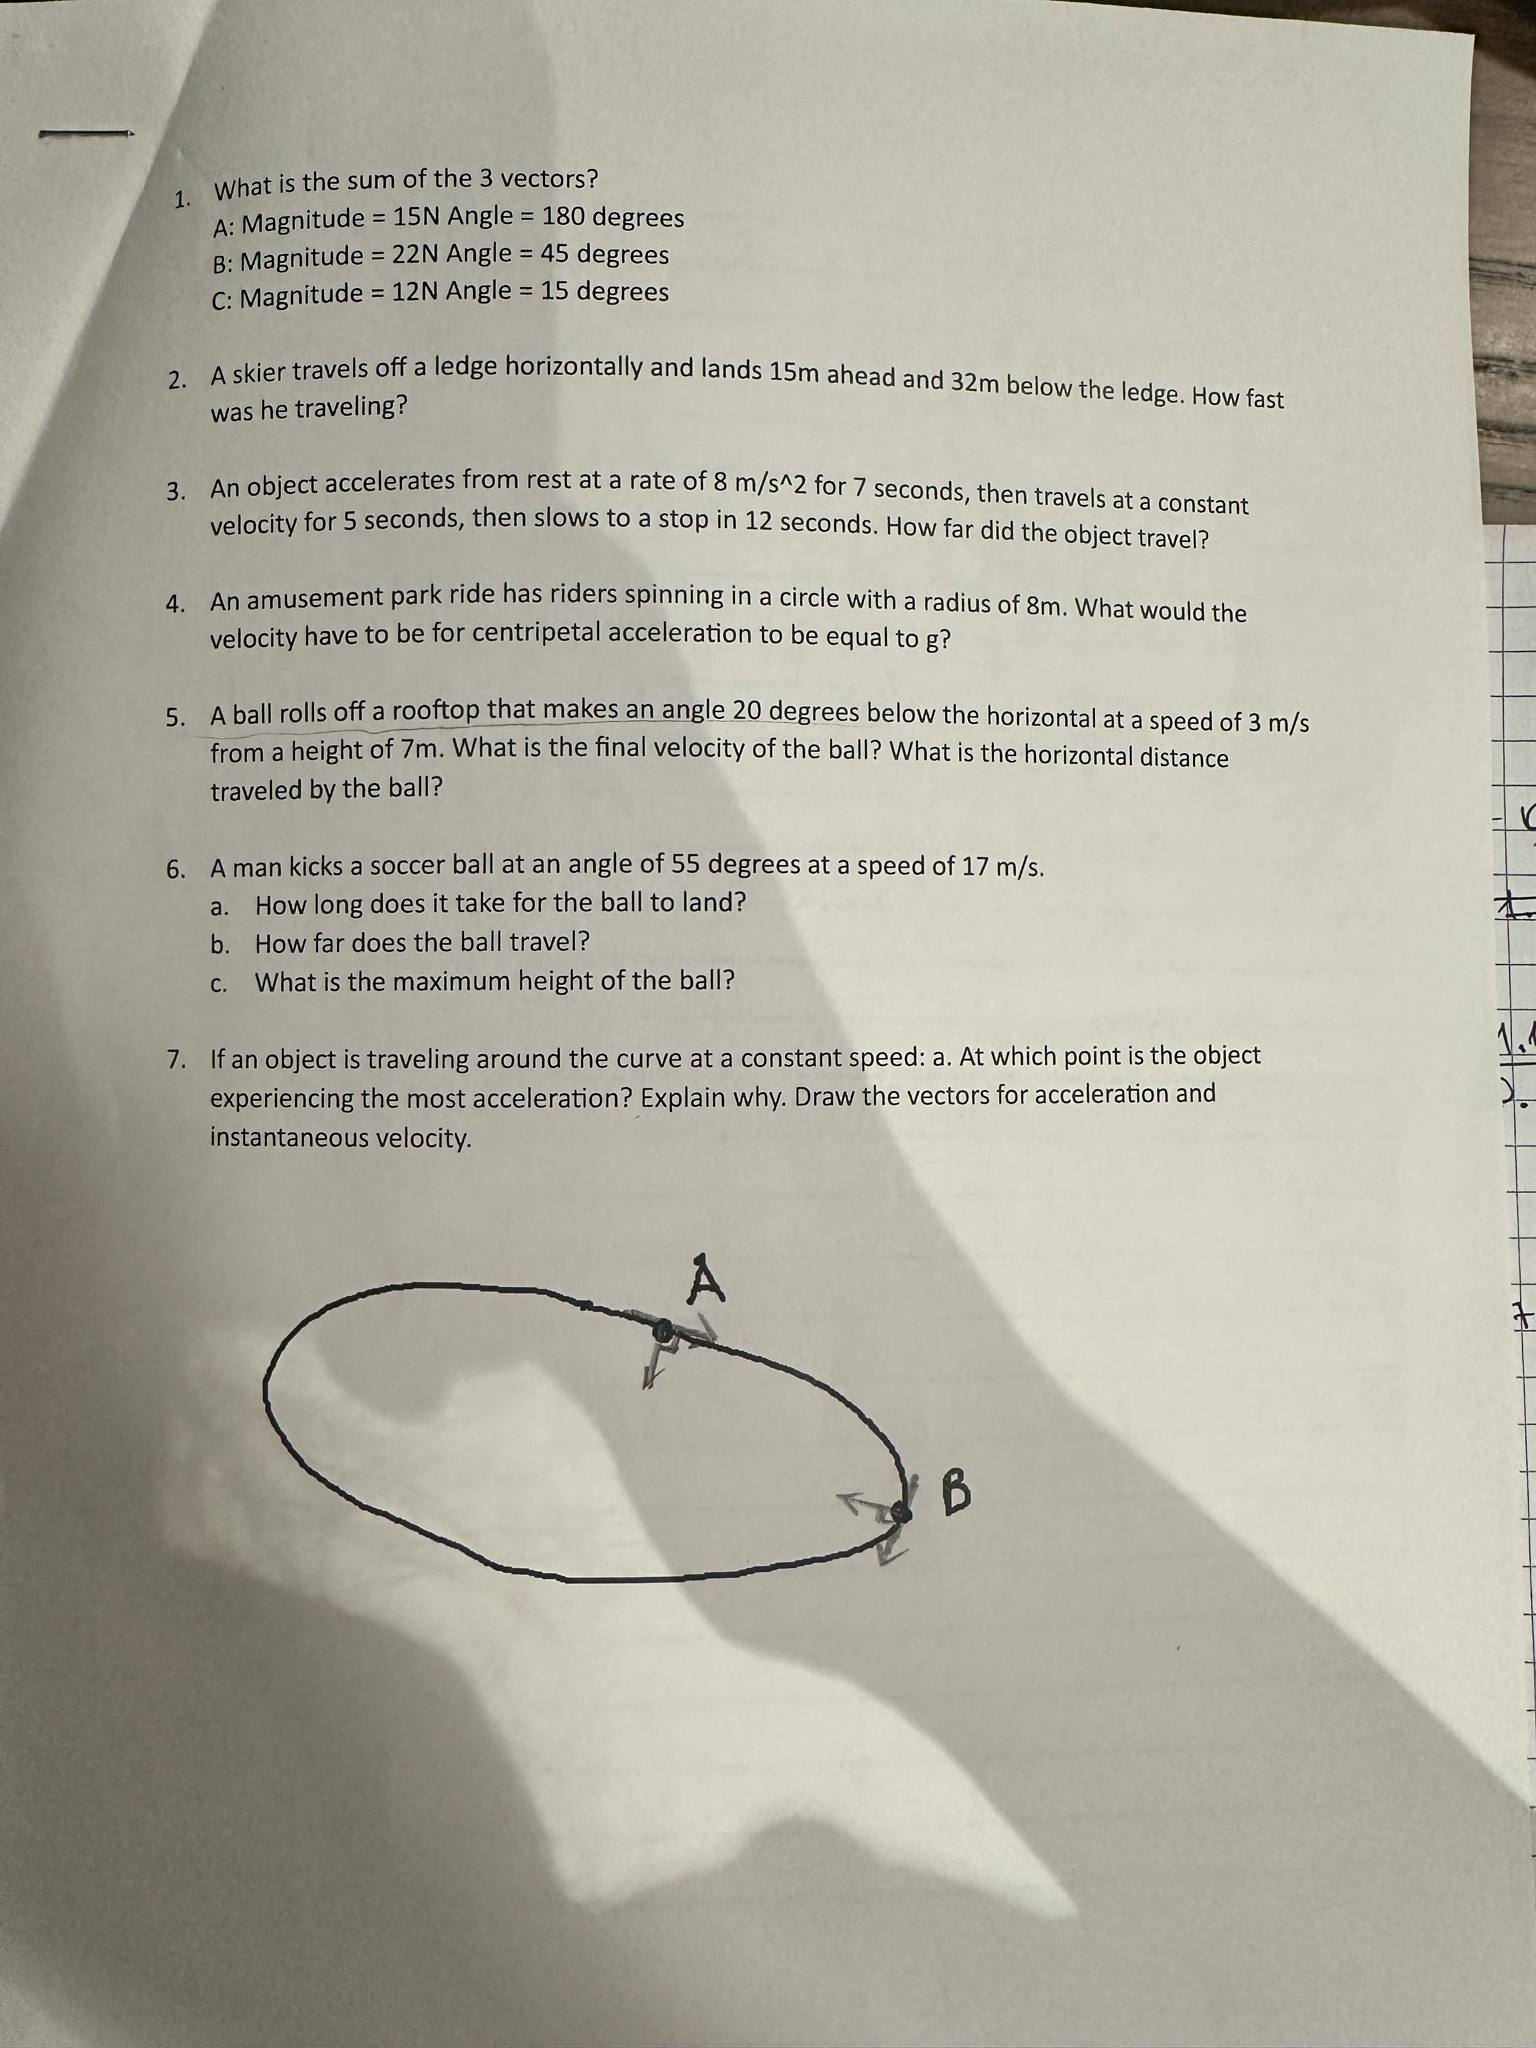 1. What is the sum of the 3 vectors?
A: Magnitude = 15N Angle = 180 degrees
B: Magnitude = 22N Angle = 45 degrees
C: Magnitude = 12N Angle = 15 degrees
2. A skier travels off a ledge horizontally and lands 15m ahead and 32m below the ledge. How fast
was he traveling?
3. An object accelerates from rest at a rate of 8 m/s^2 for 7 seconds, then travels at a constant
velocity for 5 seconds, then slows to a stop in 12 seconds. How far did the object travel?
4. An amusement park ride has riders spinning in a circle with a radius of 8m. What would the
velocity have to be for centripetal acceleration to be equal to g?
5. A ball rolls off a rooftop that makes an angle 20 degrees below the horizontal at a speed of 3 m/s
from a height of 7m. What is the final velocity of the ball? What is the horizontal distance
traveled by the ball?
6. A man kicks a soccer ball at an angle of 55 degrees at a speed of 17 m/s.
a. How long does it take for the ball to land?
b. How far does the ball travel?
c. What is the maximum height of the ball?
7. If an object is traveling around the curve at a constant speed: a. At which point is the object
experiencing the most acceleration? Explain why. Draw the vectors for acceleration and
instantaneous velocity.
A
B